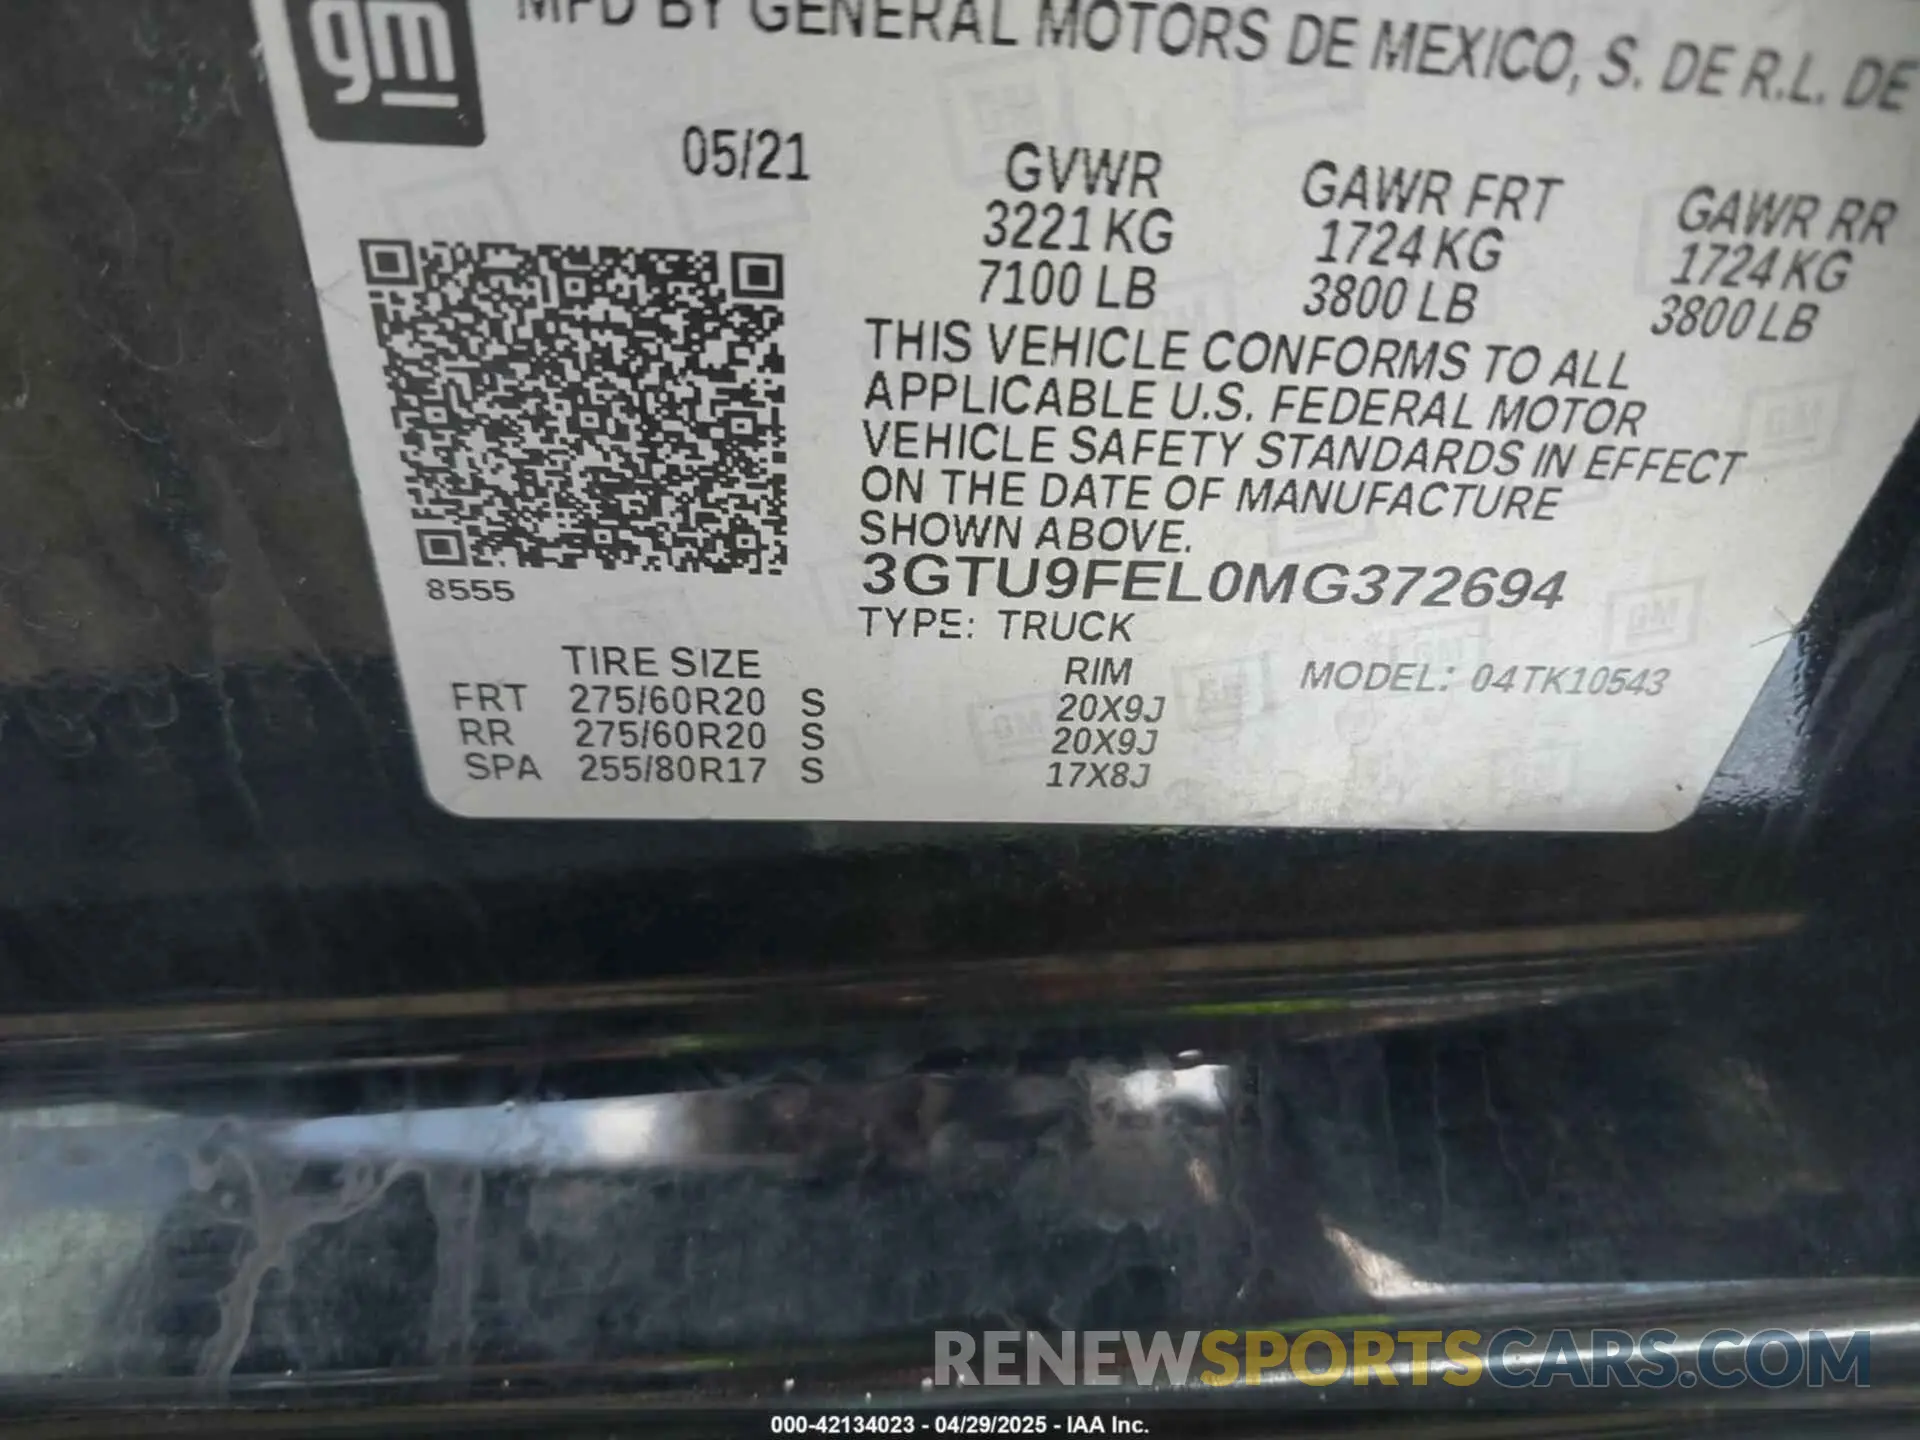 gm
MFD BY GENERAL MOTORS DE MEXICO, S. DE R.L. DE
05/21
GVWR GAWR FRT GAWR RR
3221 KG 1724 KG 1724 KG
7100 LB 3800 LB 3800 LB
THIS VEHICLE CONFORMS TO ALL
APPLICABLE U.S. FEDERAL MOTOR
VEHICLE SAFETY STANDARDS IN EFFECT
ON THE DATE OF MANUFACTURE
SHOWN ABOVE.
3GTU9FEL0MG372694
8555
TYPE: TRUCK
TIRE SIZE RIM MODEL: 04TK10543
FRT 275/60R20 S 20X9J
RR 275/60R20 S 20X9J
SPA 255/80R17 S 17X8J
RENEWSPORTSCARS.COM
000-42134023 - 04/29/2025 - IAA Inc.